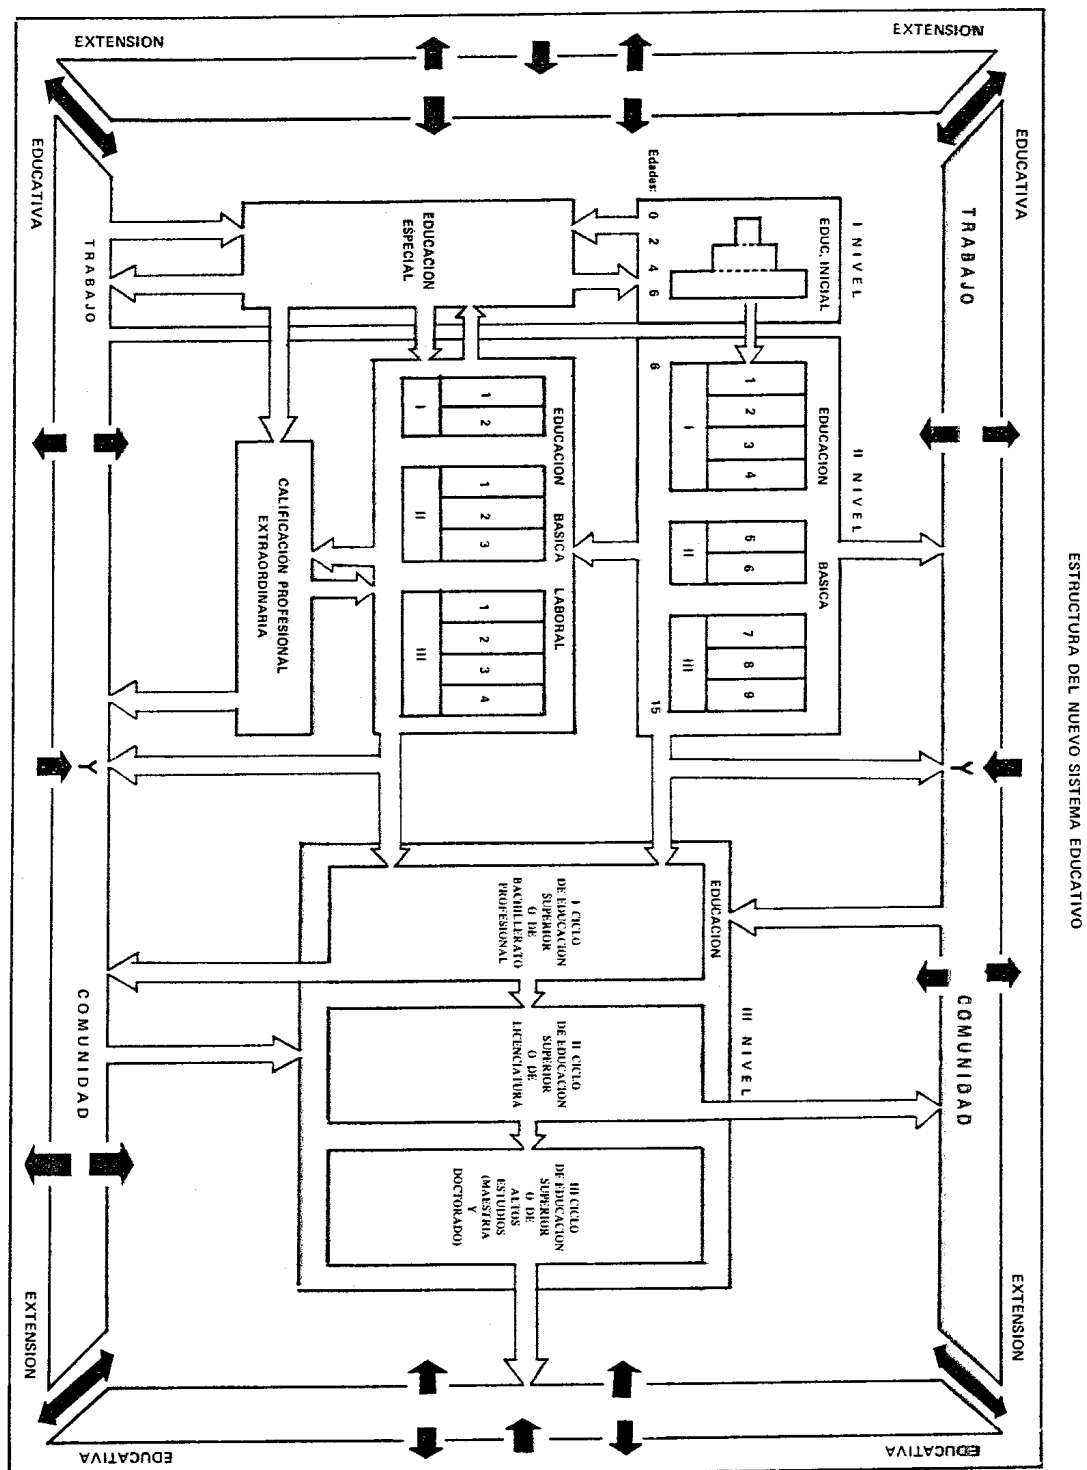 ESTRUCTURA DEL NUEVO SISTEMA EDUCATIVO
EXTENSION
EDUCATIVA
EXTENSION
EDUCATIVA
TRABAJO
Y
COMUNIDAD
I NIVEL
EDUC. INICIAL
Edades:
0
2
4
6
II NIVEL
EDUCACION
BASICA
1
2
3
4
I
5
6
II
7
8
9
III
6
15
EDUCACION
ESPECIAL
EDUCACION
BASICA
LABORAL
1
2
I
1
2
3
II
1
2
3
4
III
CALIFICACIÓN PROFESIONAL
EXTRAORDINARIA
III NIVEL
EDUCACION
I CICLO
DE EDUCACION
SUPERIOR
O DE
BACHILLERATO
PROFESIONAL
II CICLO
DE EDUCACION
SUPERIOR
O DE
LICENCIATURA
III CICLO
DE EDUCACION
SUPERIOR
O DE
ALTOS
ESTUDIOS
(MAESTRIA
Y
DOCTORADO)
TRABAJO
Y
COMUNIDAD
EXTENSION
EDUCATIVA
EXTENSION
EDUCATIVA